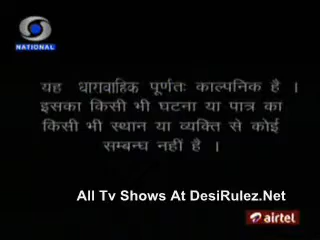 NATIONAL
यह धारावाहिक पूर्णतः काल्पनिक है ।
इसका किसी भी घटना या पात्र का
किसी भी स्थान या व्यक्ति से कोई
सम्बन्ध नहीं है ।
All Tv Shows At DesiRulez.Net
airtel